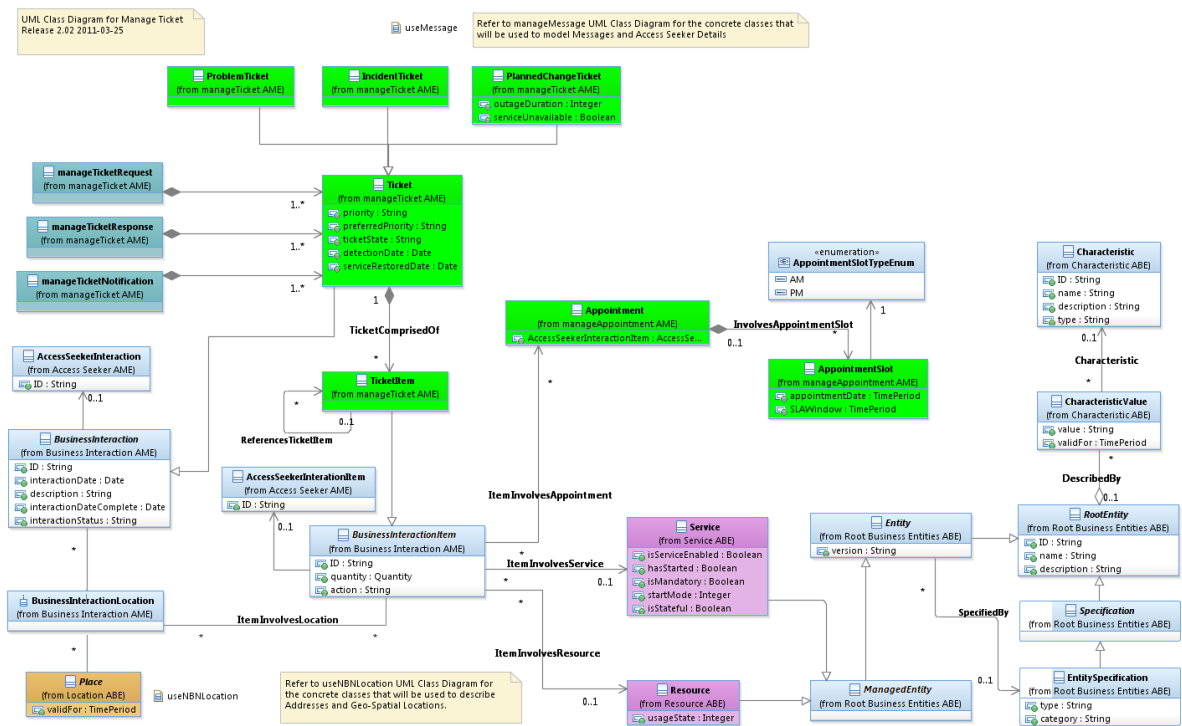 UML Class Diagram for Manage Ticket
Release 2.02 2011-03-25
useMessage
Refer to manageMessage UML Class Diagram for the concrete classes that
will be used to model Messages and Access Seeker Details
ProblemTicket
(from manageTicket AME)
IncidentTicket
(from manageTicket AME)
PlannedChangeTicket
(from manageTicket AME)
outageDuration : Integer
serviceUnavailable : Boolean
manageTicketRequest
(from manageTicket AME)
1..*
manageTicketResponse
(from manageTicket AME)
1..*
manageTicketNotification
(from manageTicket AME)
1..*
Ticket
(from manageTicket AME)
priority : String
preferredPriority : String
ticketState : String
detectionDate : Date
serviceRestoredDate : Date
1
TicketComprisedOf
*
«enumeration»
AppointmentSlotTypeEnum
AM
PM
1
Characteristic
(from Characteristic ABE)
ID : String
name : String
description : String
type : String
0..1
Characteristic
*
Appointment
(from manageAppointment AME)
AccessSeekerInteractionItem : AccessSe...
InvolvesAppointmentSlot
0..1
*
AppointmentSlot
(from manageAppointment AME)
appointmentDate : TimePeriod
SLAWindow : TimePeriod
AccessSeekerInteraction
(from Access Seeker AME)
ID : String
0..1
TicketItem
(from manageTicket AME)
*
0..1
ReferencesTicketItem
*
CharacteristicValue
(from Characteristic ABE)
value : String
validFor : TimePeriod
*
DescribedBy
0..1
BusinessInteraction
(from Business Interaction AME)
ID : String
interactionDate : Date
description : String
interactionDateComplete : Date
interactionStatus : String
*
AccessSeekerInterationItem
(from Access Seeker AME)
ID : String
0..1
ItemInvolvesAppointment
*
BusinessInteractionItem
(from Business Interaction AME)
ID : String
quantity : Quantity
action : String
ItemInvolvesService
*
0..1
*
Service
(from Service ABE)
isServiceEnabled : Boolean
hasStarted : Boolean
isMandatory : Boolean
startMode : Integer
isStateful : Boolean
Entity
(from Root Business Entities ABE)
version : String
*
SpecifiedBy
0..1
RootEntity
(from Root Business Entities ABE)
ID : String
name : String
description : String
Specification
(from Root Business Entities ABE)
EntitySpecification
(from Root Business Entities ABE)
type : String
category : String
BusinessInteractionLocation
(from Business Interaction AME)
ItemInvolvesLocation
*
*
*
Place
(from Location ABE)
validFor : TimePeriod
useNBNLocation
Refer to useNBNLocation UML Class Diagram for
the concrete classes that will be used to describe
Addresses and Geo-Spatial Locations.
ItemInvolvesResource
0..1
Resource
(from Resource ABE)
usageState : Integer
ManagedEntity
(from Root Business Entities ABE)